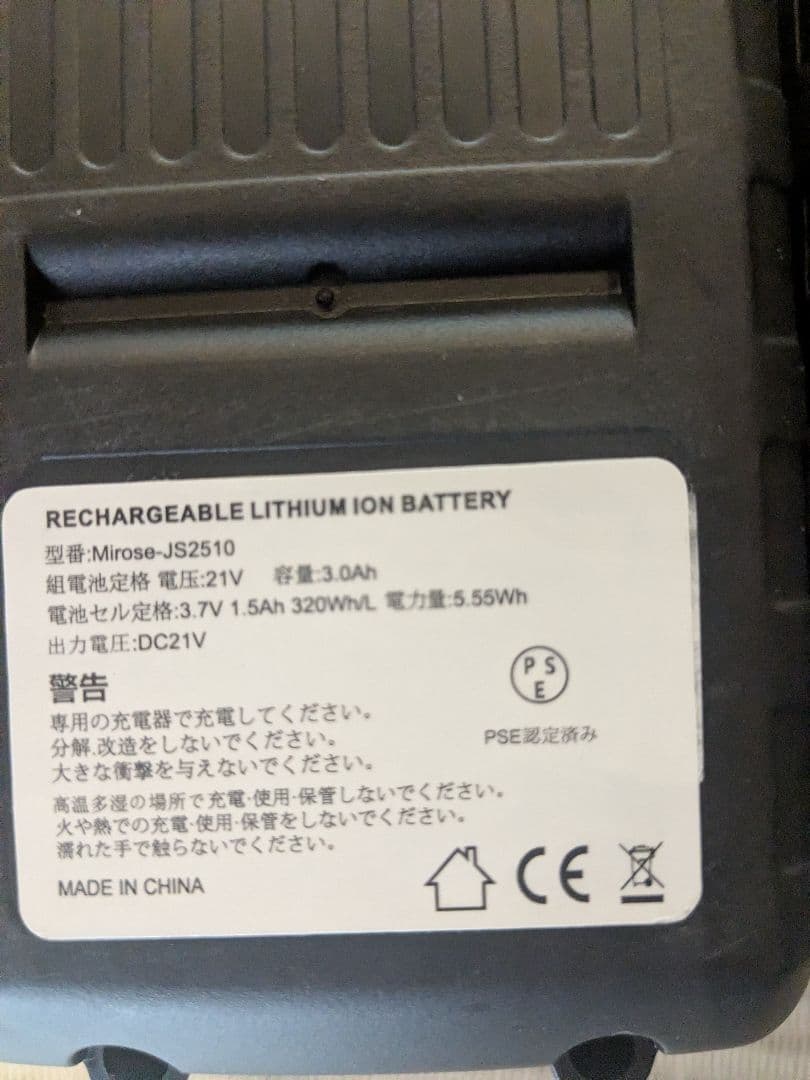 RECHARGEABLE LITHIUM ION BATTERY
型番:Mirose-JS2510
組電池定格 電圧:21V 容量:3.0Ah
電池セル定格:3.7V 1.5Ah 320Wh/L 電力量:5.55Wh
出力電圧:DC21V
警告
専用の充電器で充電してください。
分解.改造をしないでください。
大きな衝撃を与えないでください。
高温多湿の場所で充電·使用·保管しないでください。
火や熱での充電·使用·保管をしないでください。
濡れた手で触らないでください。
PS
E
PSE認定済み
MADE IN CHINA
CE